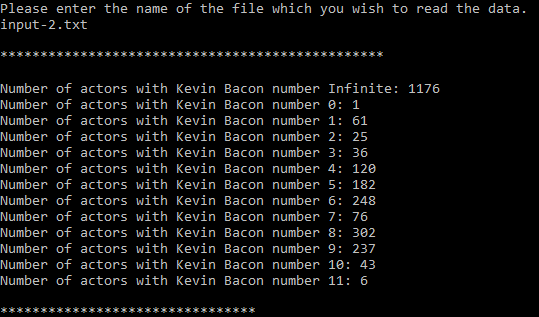 Please enter the name of the file which you wish to read the data.
input-2.txt
************************************************
Number of actors with Kevin Bacon number Infinite: 1176
Number of actors with Kevin Bacon number 0: 1
Number of actors with Kevin Bacon number 1: 61
Number of actors with Kevin Bacon number 2: 25
Number of actors with Kevin Bacon number 3: 36
Number of actors with Kevin Bacon number 4: 120
Number of actors with Kevin Bacon number 5: 182
Number of actors with Kevin Bacon number 6: 248
Number of actors with Kevin Bacon number 7: 76
Number of actors with Kevin Bacon number 8: 302
Number of actors with Kevin Bacon number 9: 237
Number of actors with Kevin Bacon number 10: 43
Number of actors with Kevin Bacon number 11: 6
********************************